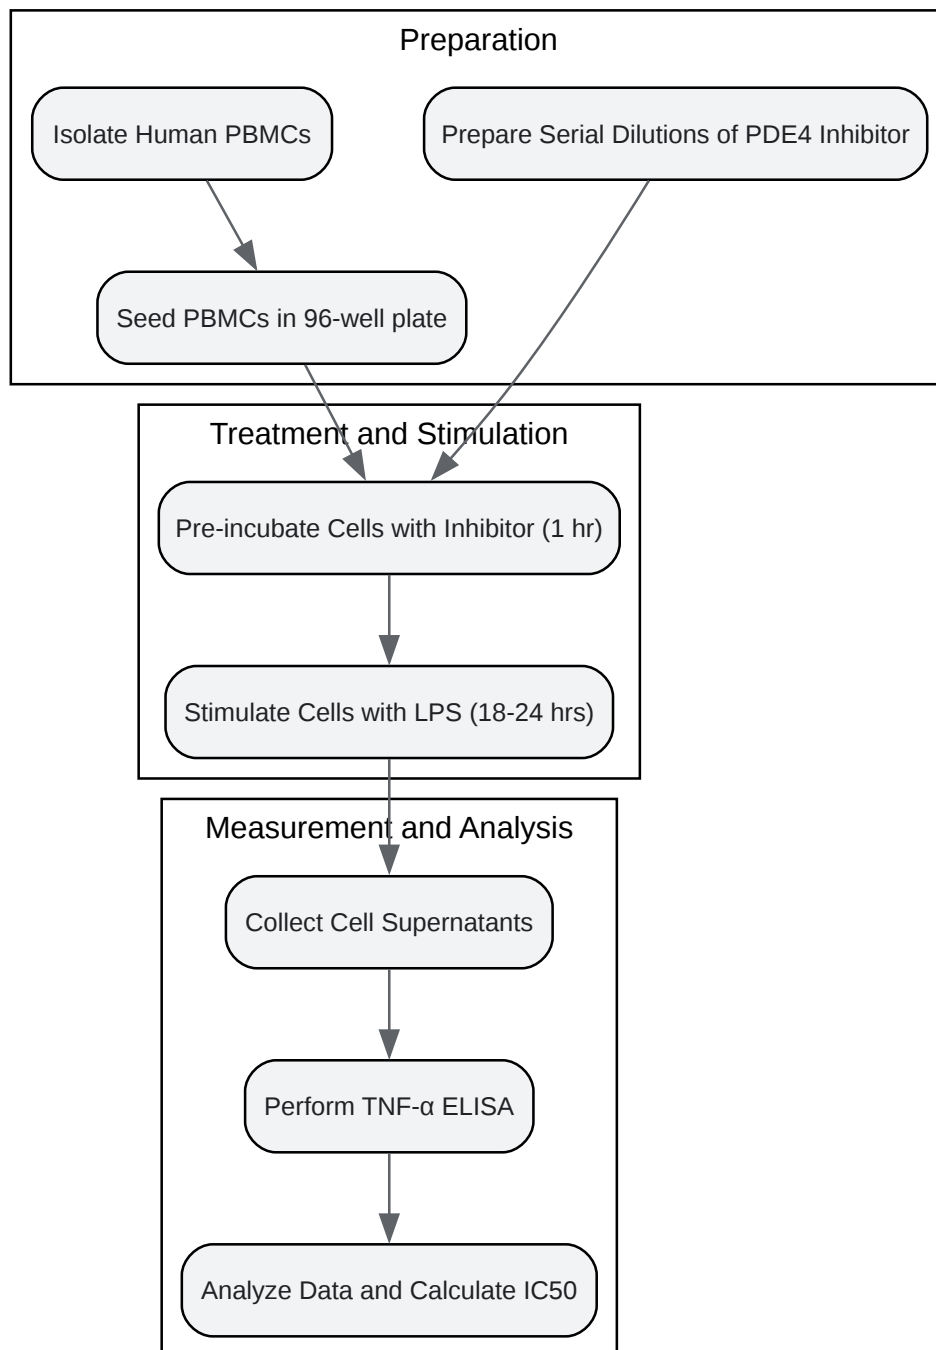 Preparation
Isolate Human PBMCs
Prepare Serial Dilutions of PDE4 Inhibitor
Seed PBMCs in 96-well plate
Treatment and Stimulation
Pre-incubate Cells with Inhibitor (1 hr)
Stimulate Cells with LPS (18-24 hrs)
Measurement and Analysis
Collect Cell Supernatants
Perform TNF-α ELISA
Analyze Data and Calculate IC50